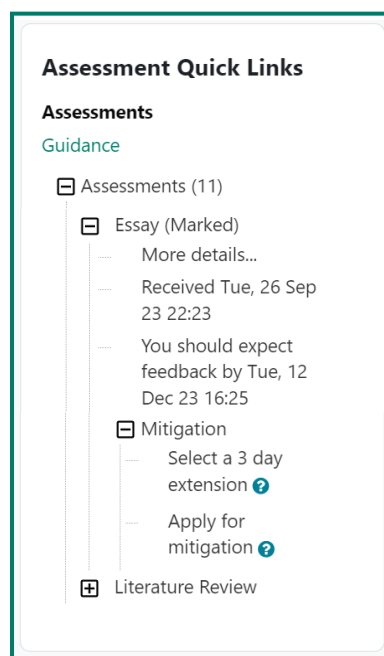 Assessment Quick Links
Assessments
Guidance
Assessments (11)
Essay (Marked)
More details...
Received Tue, 26 Sep
23 22:23
You should expect
feedback by Tue, 12
Dec 23 16:25
Mitigation
Select a 3 day
extension ?
Apply for
mitigation ?
Literature Review